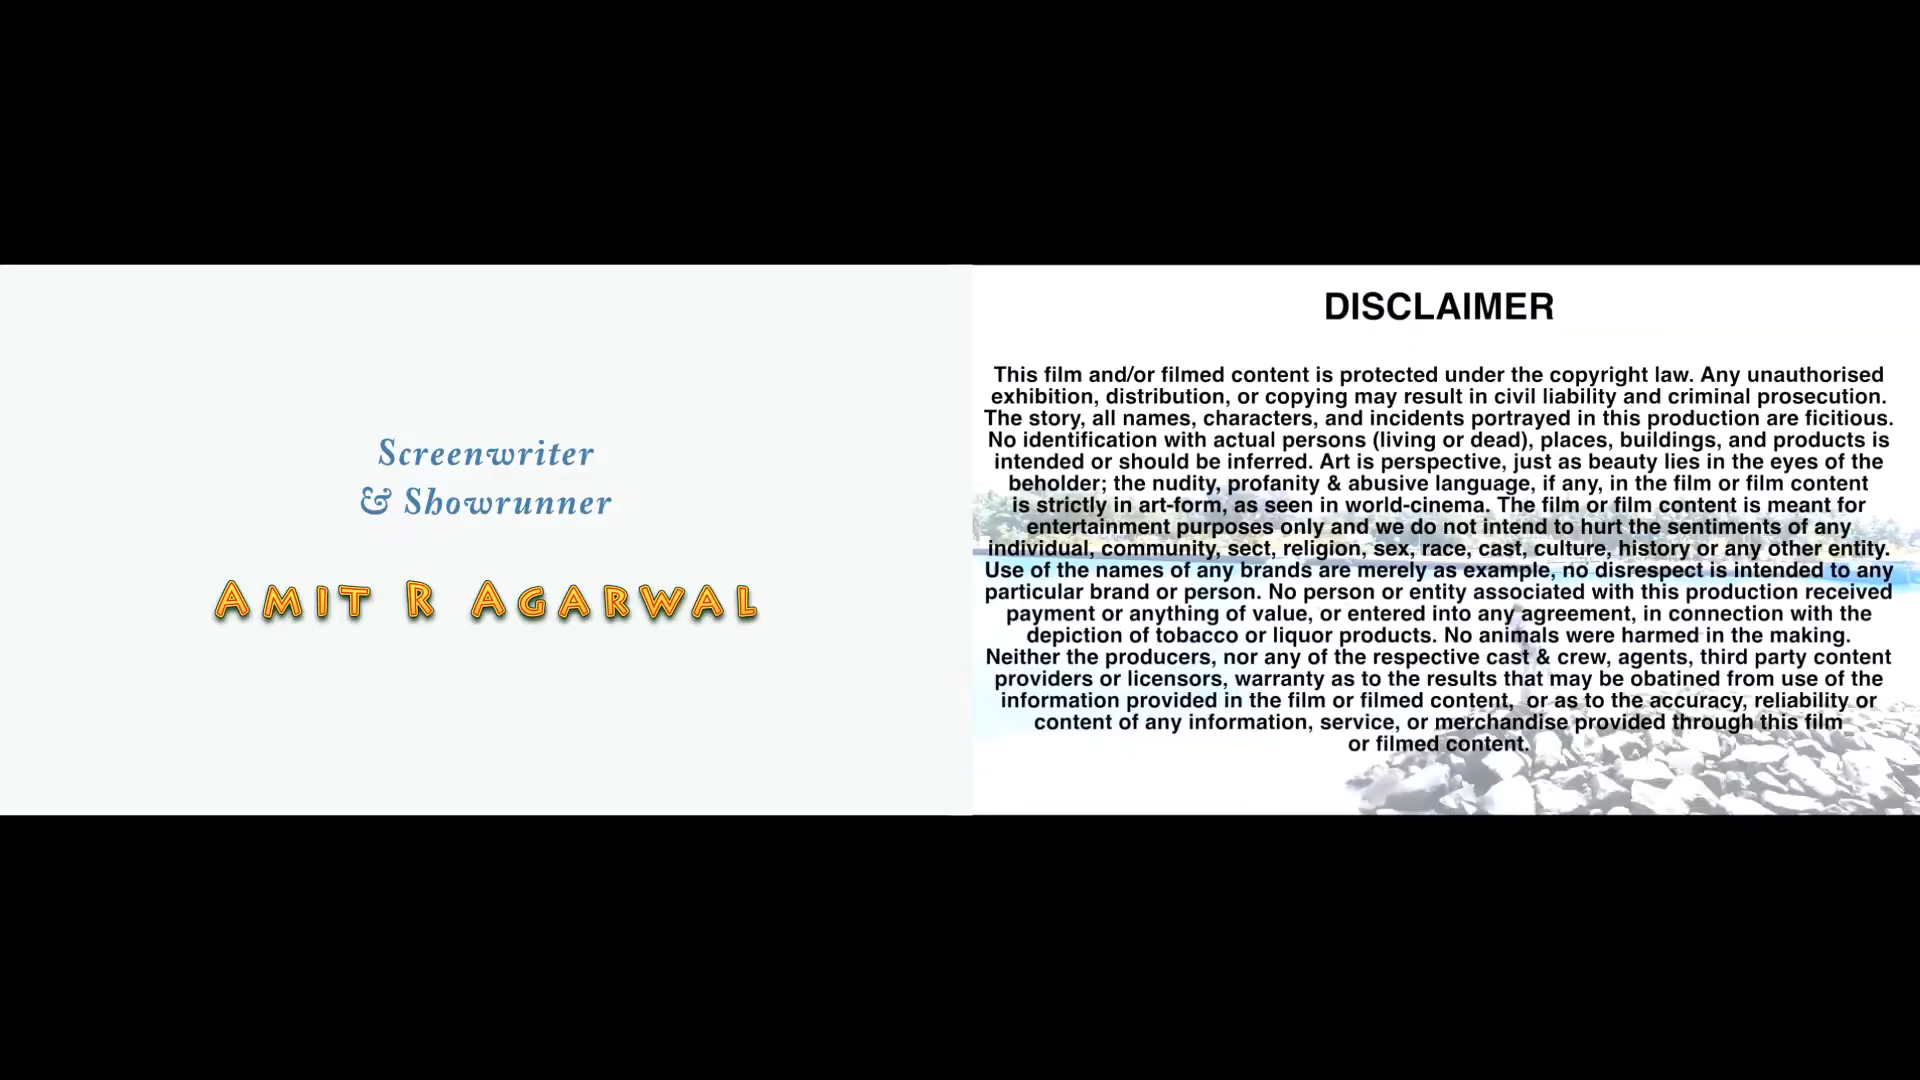 Screenwriter
& Showrunner
AMIT R AGARWAL
DISCLAIMER
This film and/or filmed content is protected under the copyright law. Any unauthorised
exhibition, distribution, or copying may result in civil liability and criminal prosecution.
The story, all names, characters, and incidents portrayed in this production are ficitious.
No identification with actual persons (living or dead), places, buildings, and products is
intended or should be inferred. Art is perspective, just as beauty lies in the eyes of the
beholder; the nudity, profanity & abusive language, if any, in the film or film content
is strictly in art-form, as seen in world-cinema. The film or film content is meant for
entertainment purposes only and we do not intend to hurt the sentiments of any
individual, community, sect, religion, sex, race, cast, culture, history or any other entity.
Use of the names of any brands are merely as example, no disrespect is intended to any
particular brand or person. No person or entity associated with this production received
payment or anything of value, or entered into any agreement, in connection with the
depiction of tobacco or liquor products. No animals were harmed in the making.
Neither the producers, nor any of the respective cast & crew, agents, third party content
providers or licensors, warranty as to the results that may be obatined from use of the
information provided in the film or filmed content,  or as to the accuracy, reliability or
content of any information, service, or merchandise provided through this film
or filmed content.